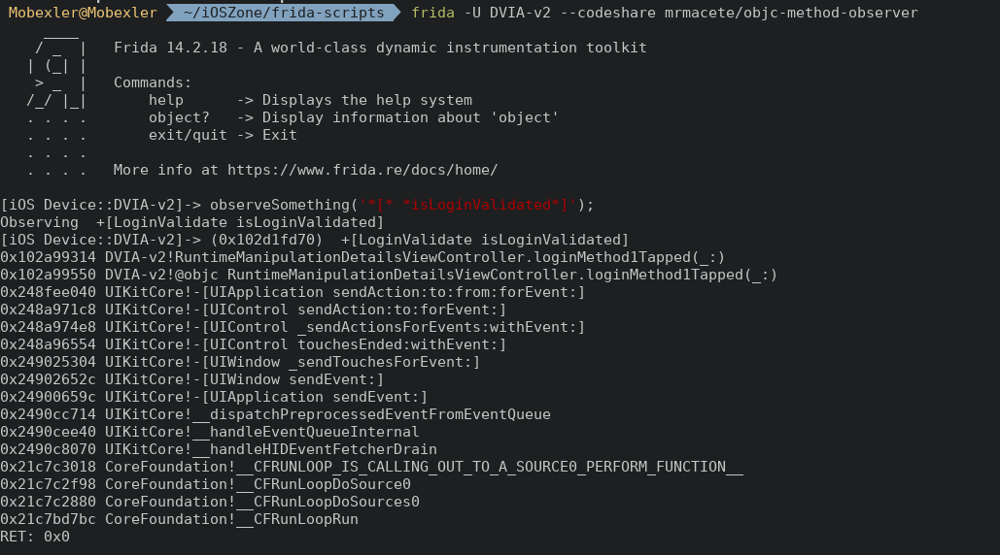 Mobexler@Mobexler ~/iOSZone/frida-scripts frida -U DVIA-v2 --codeshare mrmacete/objc-method-observer
     ____
    / _  |   Frida 14.2.18 - A world-class dynamic instrumentation toolkit
   | (_| |
    > _  |   Commands:
   /_/ |_|       help      -> Displays the help system
   . . . .       object?   -> Display information about 'object'
   . . . .       exit/quit -> Exit
   . . . .
   . . . .   More info at https://www.frida.re/docs/home/
[iOS Device::DVIA-v2]-> observeSomething('*[* *isLoginValidated*]');
Observing  +[LoginValidate isLoginValidated]
[iOS Device::DVIA-v2]-> (0x102d1fd70)  +[LoginValidate isLoginValidated]
0x102a99314 DVIA-v2!RuntimeManipulationDetailsViewController.loginMethod1Tapped(_:)
0x102a99550 DVIA-v2!@objc RuntimeManipulationDetailsViewController.loginMethod1Tapped(_:)
0x248fee040 UIKitCore!-[UIApplication sendAction:to:from:forEvent:]
0x248a971c8 UIKitCore!-[UIControl sendAction:to:forEvent:]
0x248a974e8 UIKitCore!-[UIControl _sendActionsForEvents:withEvent:]
0x248a96554 UIKitCore!-[UIControl touchesEnded:withEvent:]
0x249025304 UIKitCore!-[UIWindow _sendTouchesForEvent:]
0x24902652c UIKitCore!-[UIWindow sendEvent:]
0x24900659c UIKitCore!-[UIApplication sendEvent:]
0x2490cc714 UIKitCore!__dispatchPreprocessedEventFromEventQueue
0x2490cee40 UIKitCore!__handleEventQueueInternal
0x2490c8070 UIKitCore!__handleHIDEventFetcherDrain
0x21c7c3018 CoreFoundation!__CFRUNLOOP_IS_CALLING_OUT_TO_A_SOURCE0_PERFORM_FUNCTION__
0x21c7c2f98 CoreFoundation!__CFRunLoopDoSource0
0x21c7c2880 CoreFoundation!__CFRunLoopDoSources0
0x21c7bd7bc CoreFoundation!__CFRunLoopRun
RET: 0x0